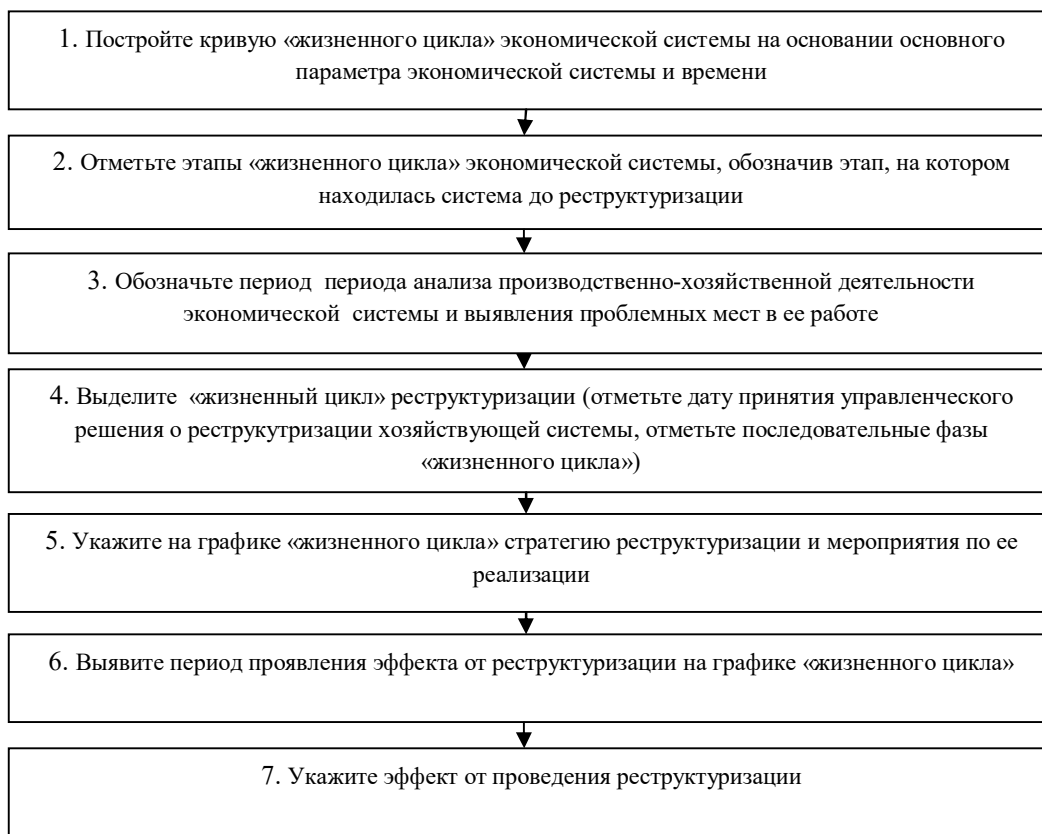 1. Постройте кривую «жизненного цикла» экономической системы на основании основного
параметра экономической системы и времени
2. Отметьте этапы «жизненного цикла» экономической системы, обозначив этап, на котором
находилась система до реструктуризации
3. Обозначьте период периода анализа производственно-хозяйственной деятельности
экономической системы и выявления проблемных мест в ее работе
4. Выделите «жизненный цикл» реструктуризации (отметьте дату принятия управленческого
решения о реструкутризации хозяйствующей системы, отметьте последовательные фазы
«жизненного цикла»)
5. Укажите на графике «жизненного цикла» стратегию реструктуризации и мероприятия по ее
реализации
6. Выявите период проявления эффекта от реструктуризации на графике «жизненного цикла»
7. Укажите эффект от проведения реструктуризации